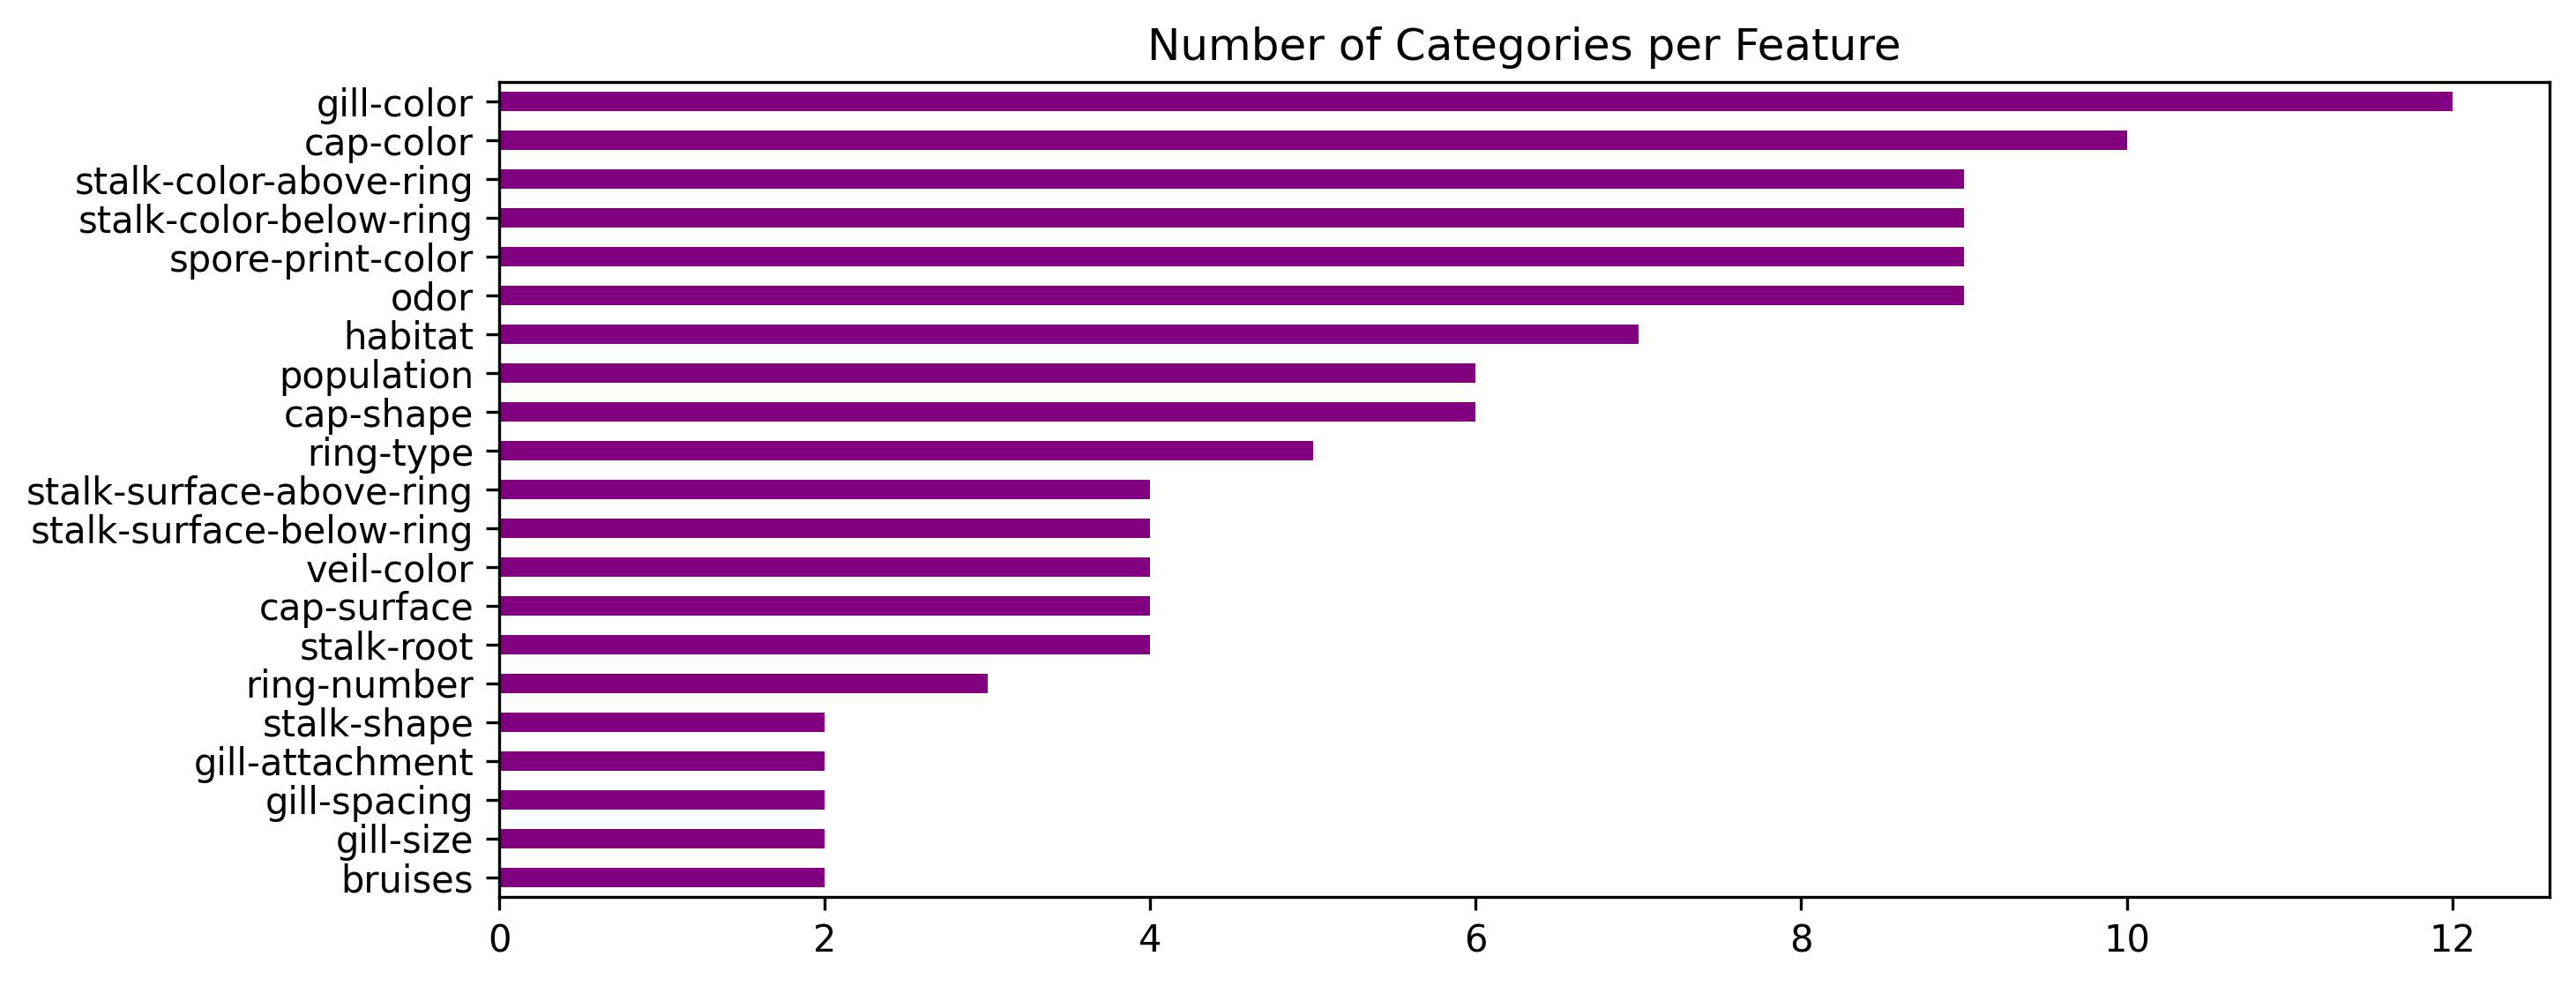 Number of Categories per Feature
gill-color
cap-color
stalk-color-above-ring
stalk-color-below-ring
spore-print-color
odor
habitat
population
cap-shape
ring-type
stalk-surface-above-ring
stalk-surface-below-ring
veil-color
cap-surface
stalk-root
ring-number
stalk-shape
gill-attachment
gill-spacing
gill-size
bruises
0 2 4 6 8 10 12